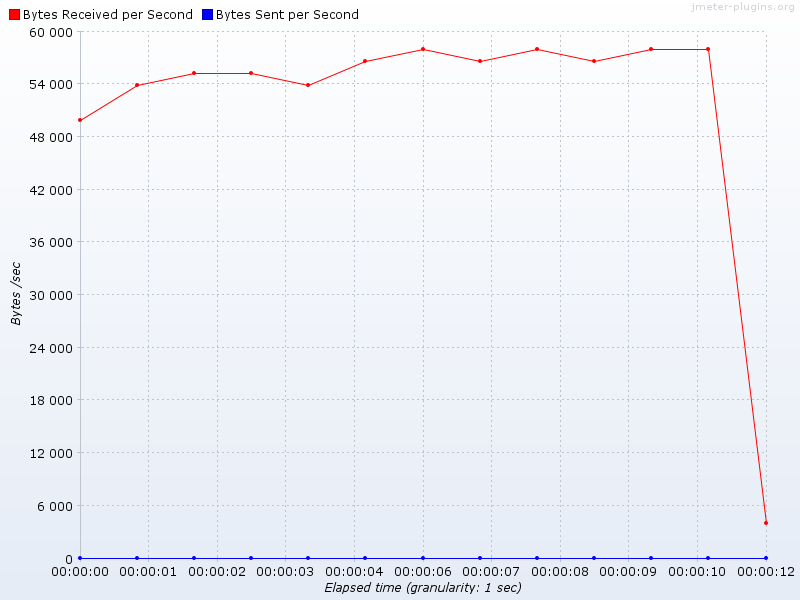 jmeter-plugins.org
Bytes Received per Second Bytes Sent per Second
60 000
54 000
48 000
42 000
36 000
30 000
24 000
18 000
12 000
6 000
0
Bytes /sec
00:00:00 00:00:01 00:00:02 00:00:03 00:00:04 00:00:06 00:00:07 00:00:08 00:00:09 00:00:10 00:00:12
Elapsed time (granularity: 1 sec)